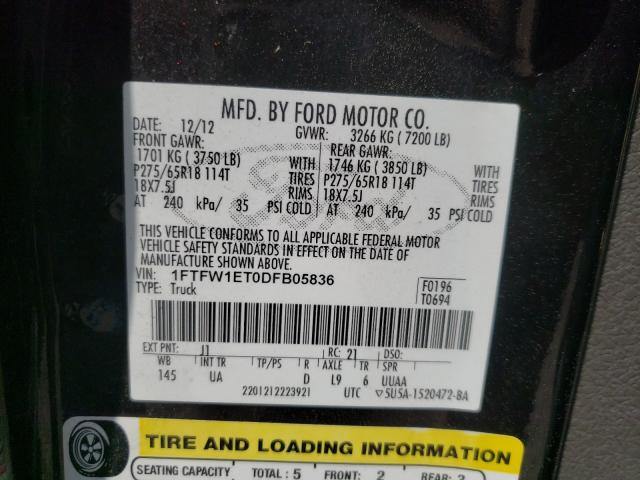 MFD. BY FORD MOTOR CO.
DATE: 12/12 GVWR: 3266 KG ( 7200 LB)
FRONT GAWR: REAR GAWR:
1701 KG ( 3750 LB) WITH 1746 KG ( 3850 LB) WITH
P275/65R18 114T TIRES P275/65R18 114T TIRES
18X7.5J RIMS 18X7.5J RIMS
AT 240 kPa/ 35 PSI COLD AT 240 kPa/ 35 PSI COLD
THIS VEHICLE CONFORMS TO ALL APPLICABLE FEDERAL MOTOR
VEHICLE SAFETY STANDARDS IN EFFECT ON THE DATE OF
MANUFACTURE SHOWN ABOVE.
VIN: 1FTFW1ET0DFB05836 F0196
TYPE: Truck T0694
EXT PNT: J1 RC: 21 DSO:
WB INT TR TP/PS R AXLE TR SPR
145 UA D L9 6 UUAA
2201212223921 UTC ▽5U5A-1520472-BA
TIRE AND LOADING INFORMATION
SEATING CAPACITY TOTAL : 5 FRONT: 2 REAR: 3